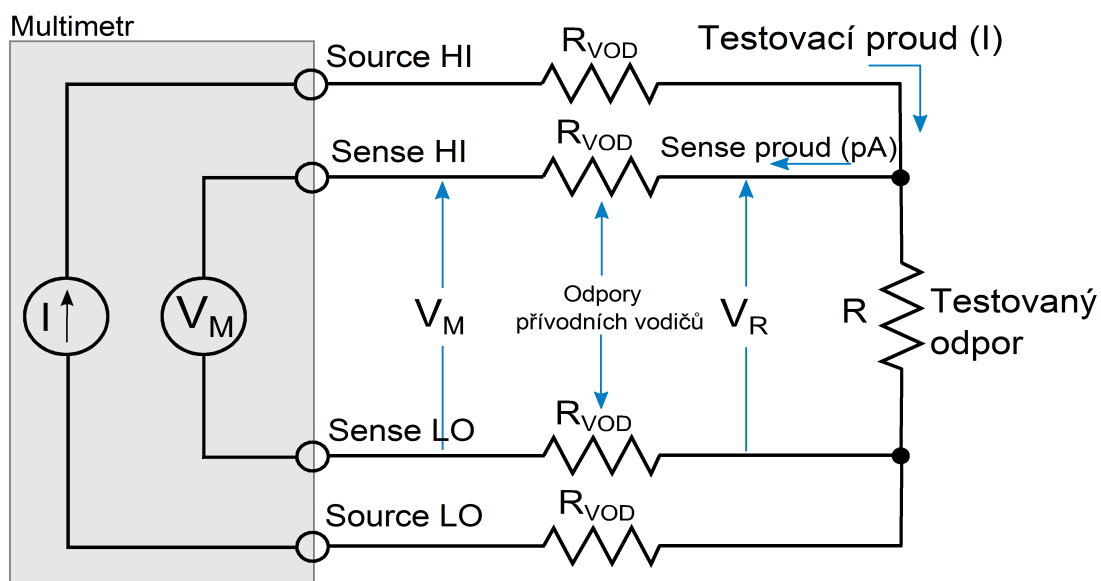 Multimetr
Source HI
RVOD
Testovací proud (I)
Sense HI
RVOD
Sense proud (pA)
I
VM
VM
Odpory
přívodních vodičů
VR
R
Testovaný
odpor
Sense LO
RVOD
Source LO
RVOD